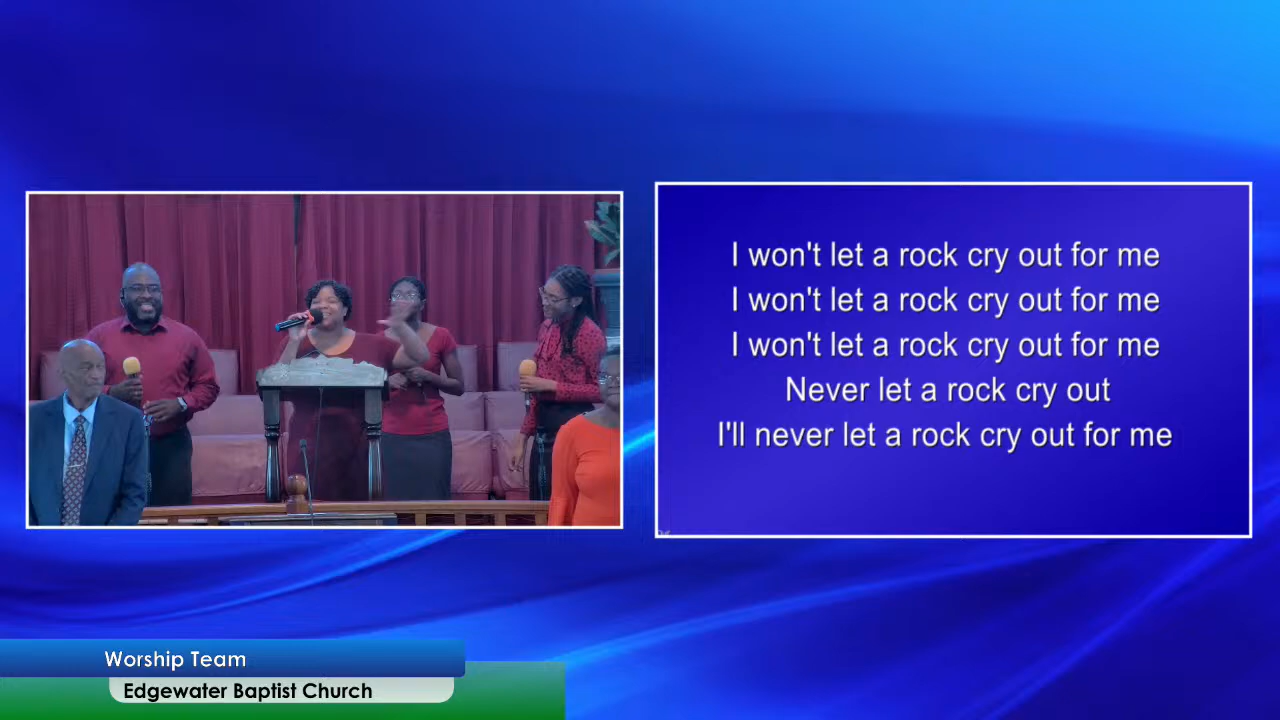 I won't let a rock cry out for me
I won't let a rock cry out for me
I won't let a rock cry out for me
Never let a rock cry out
I'll never let a rock cry out for me
Worship Team
Edgewater Baptist Church